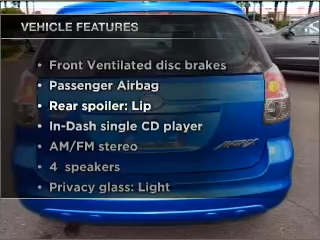 VEHICLE FEATURES
• Front Ventilated disc brakes
• Passenger Airbag
• Rear spoiler: Lip
• In-Dash single CD player
• AM/FM stereo
• 4 speakers
• Privacy glass: Light
MATRIX